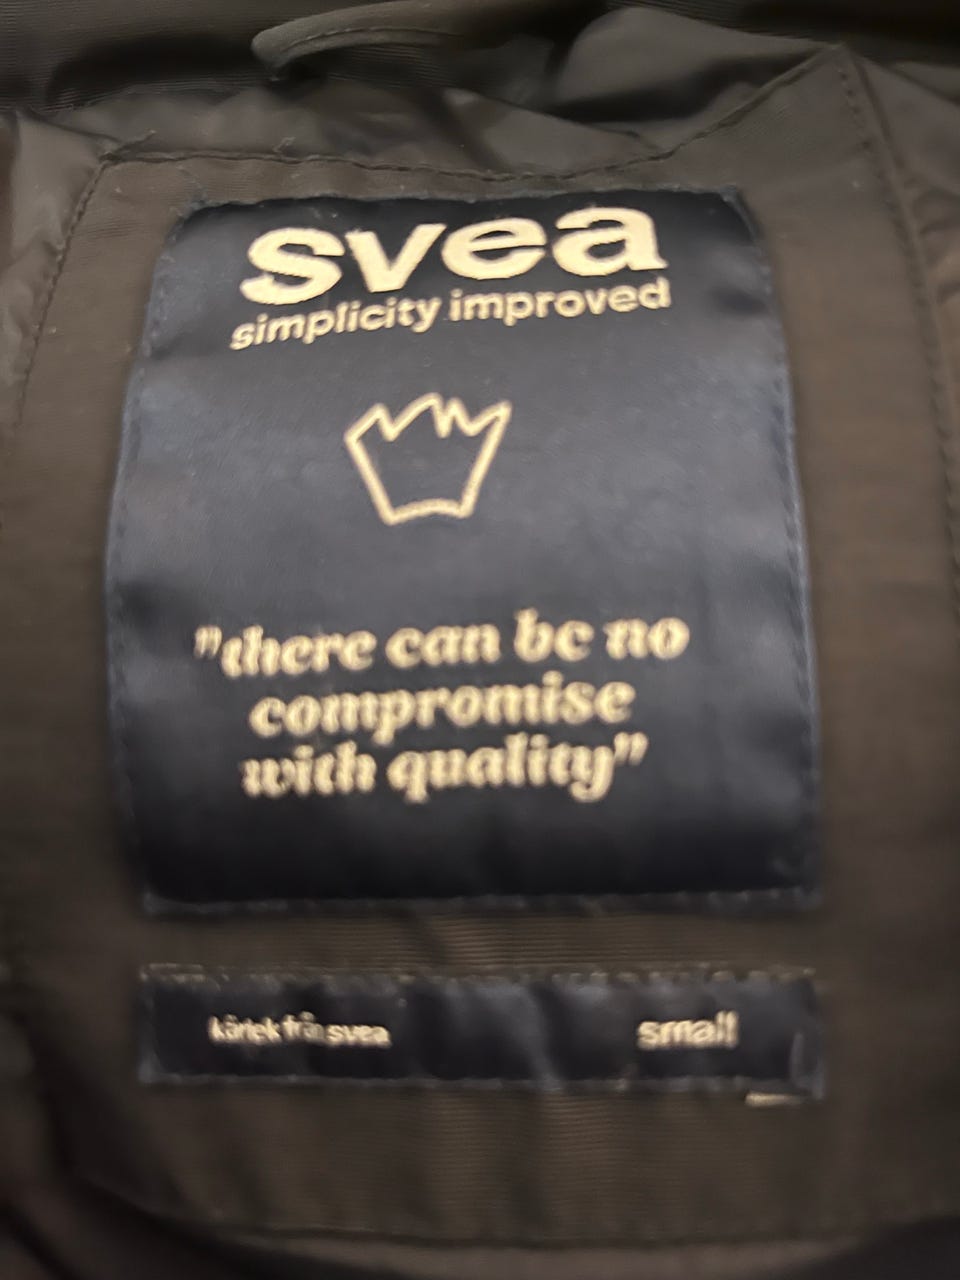 svea
simplicity improved
"there can be no
compromise
with quality"
kärlek från svea
small